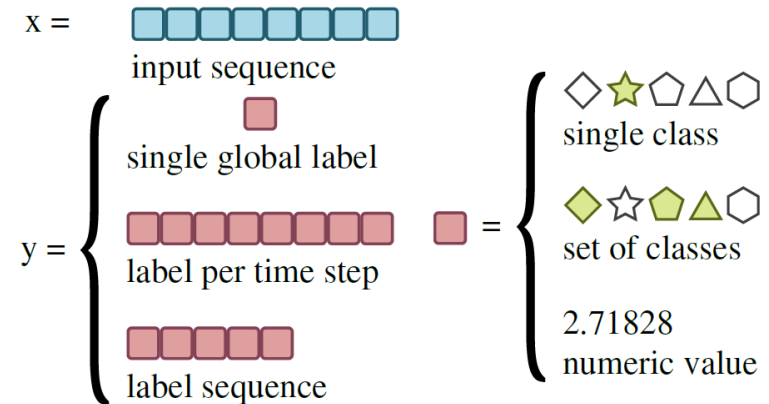 x =
input sequence
single global label
y =
label per time step
label sequence
=
single class
set of classes
2.71828
numeric value